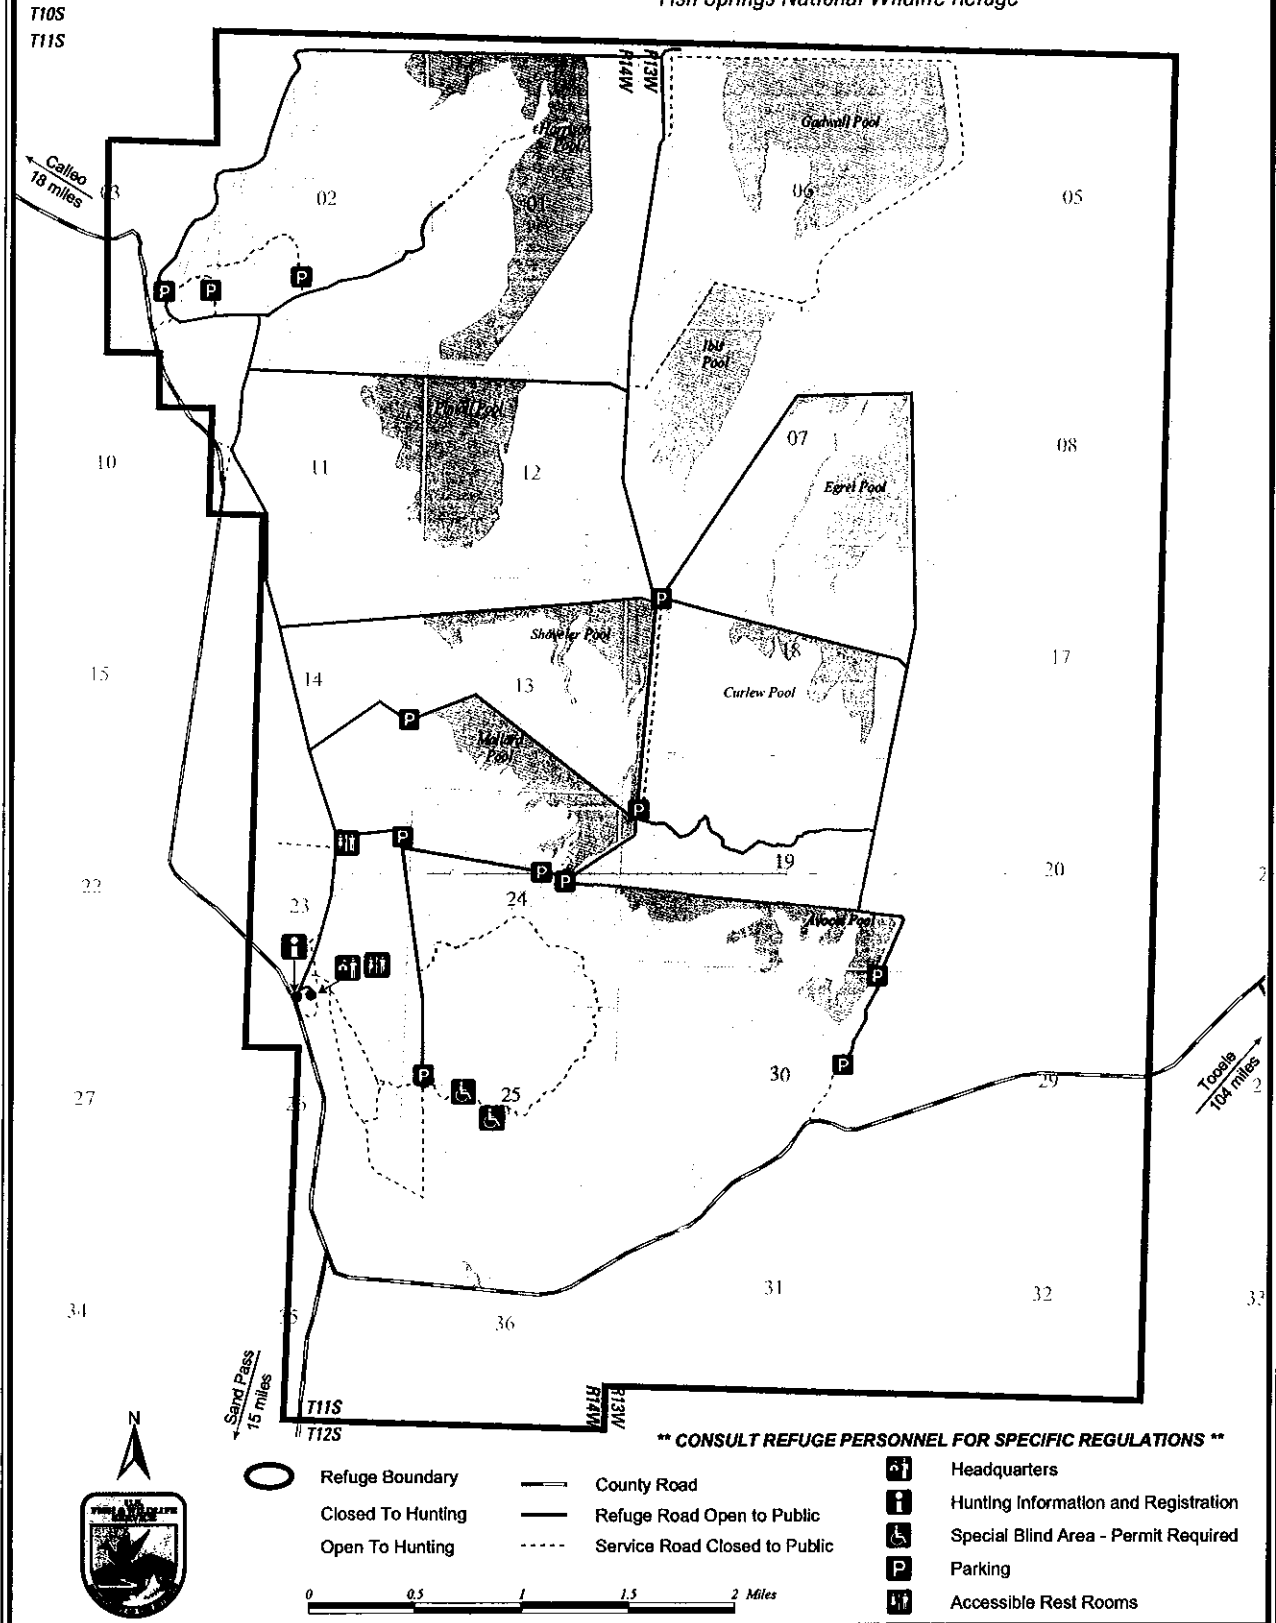 Fish Springs National Wildlife Refuge
T10S
T11S
R14W
R13W
Harrison
Pool
Gadwall Pool
Callao
18 miles
03
02
01
06
05
Ibis
Pool
07
08
10
11
12
Egret Pool
Shoveler Pool
18
17
15
14
13
Curlew Pool
Mallard
Pool
19
20
22
23
24
Avocet Pool
Tooele
104 miles
27
26
25
30
29
34
35
36
31
32
33
Sand Pass
15 miles
T11S
T12S
R14W
R13W
N
** CONSULT REFUGE PERSONNEL FOR SPECIFIC REGULATIONS **
Refuge Boundary
Closed To Hunting
Open To Hunting
County Road
Refuge Road Open to Public
Service Road Closed to Public
Headquarters
Hunting Information and Registration
Special Blind Area - Permit Required
P Parking
Accessible Rest Rooms
U.S.
FISH & WILDLIFE
SERVICE
0 0.5 1 1.5 2 Miles